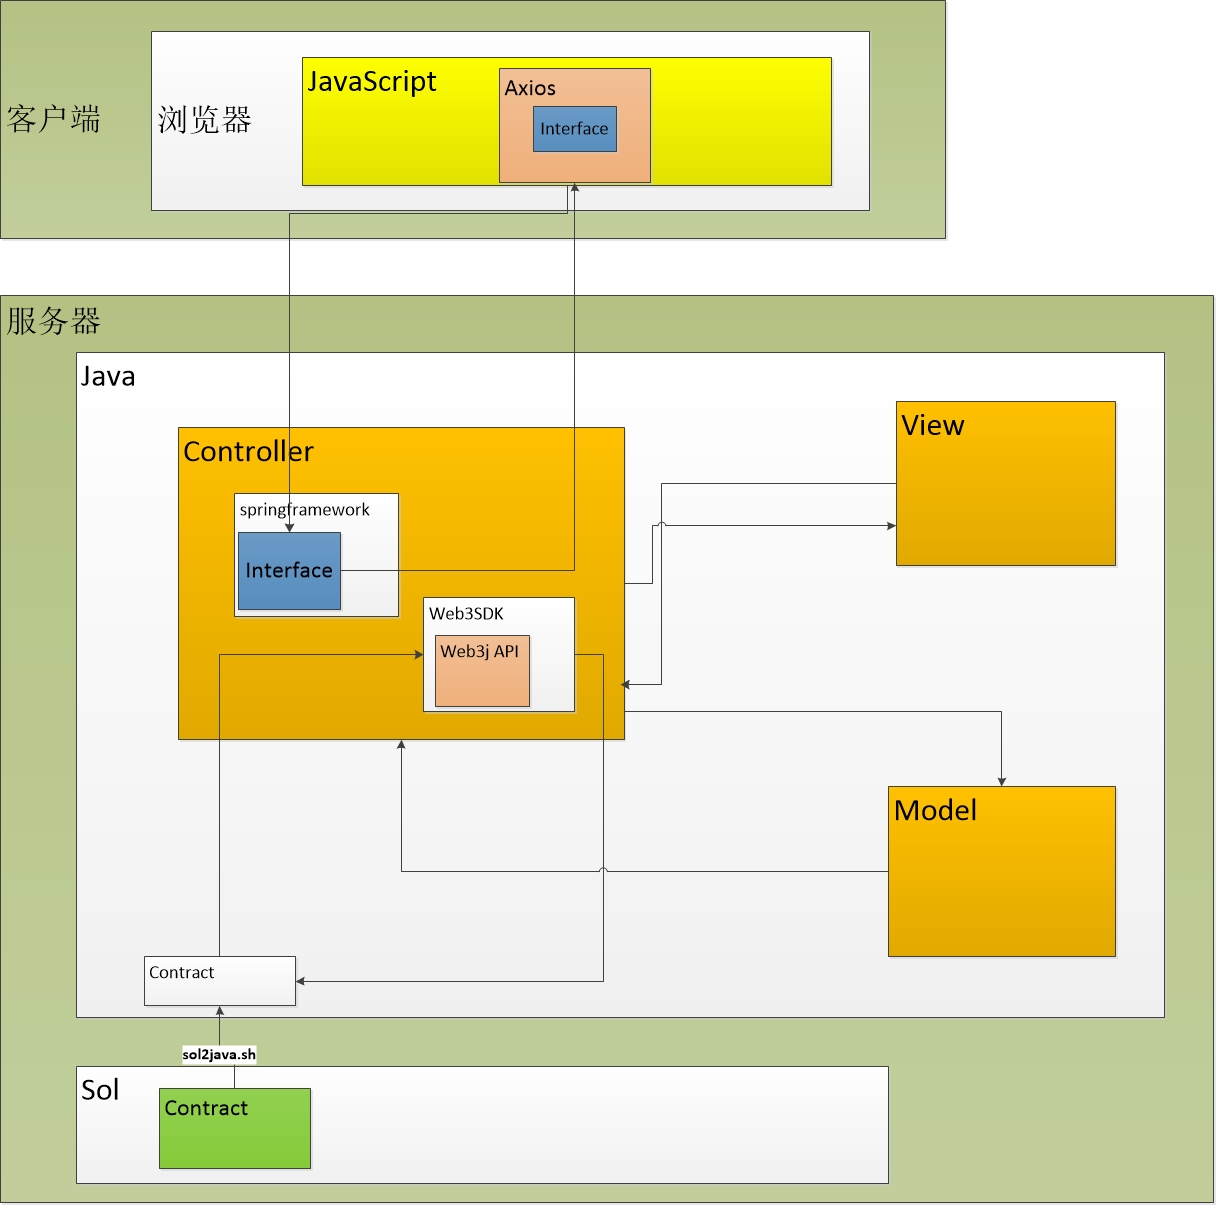 客户端
浏览器
JavaScript
Axios
Interface
服务器
Java
Controller
springframework
Interface
Web3SDK
Web3j API
View
Model
Contract
sol2java.sh
Sol
Contract